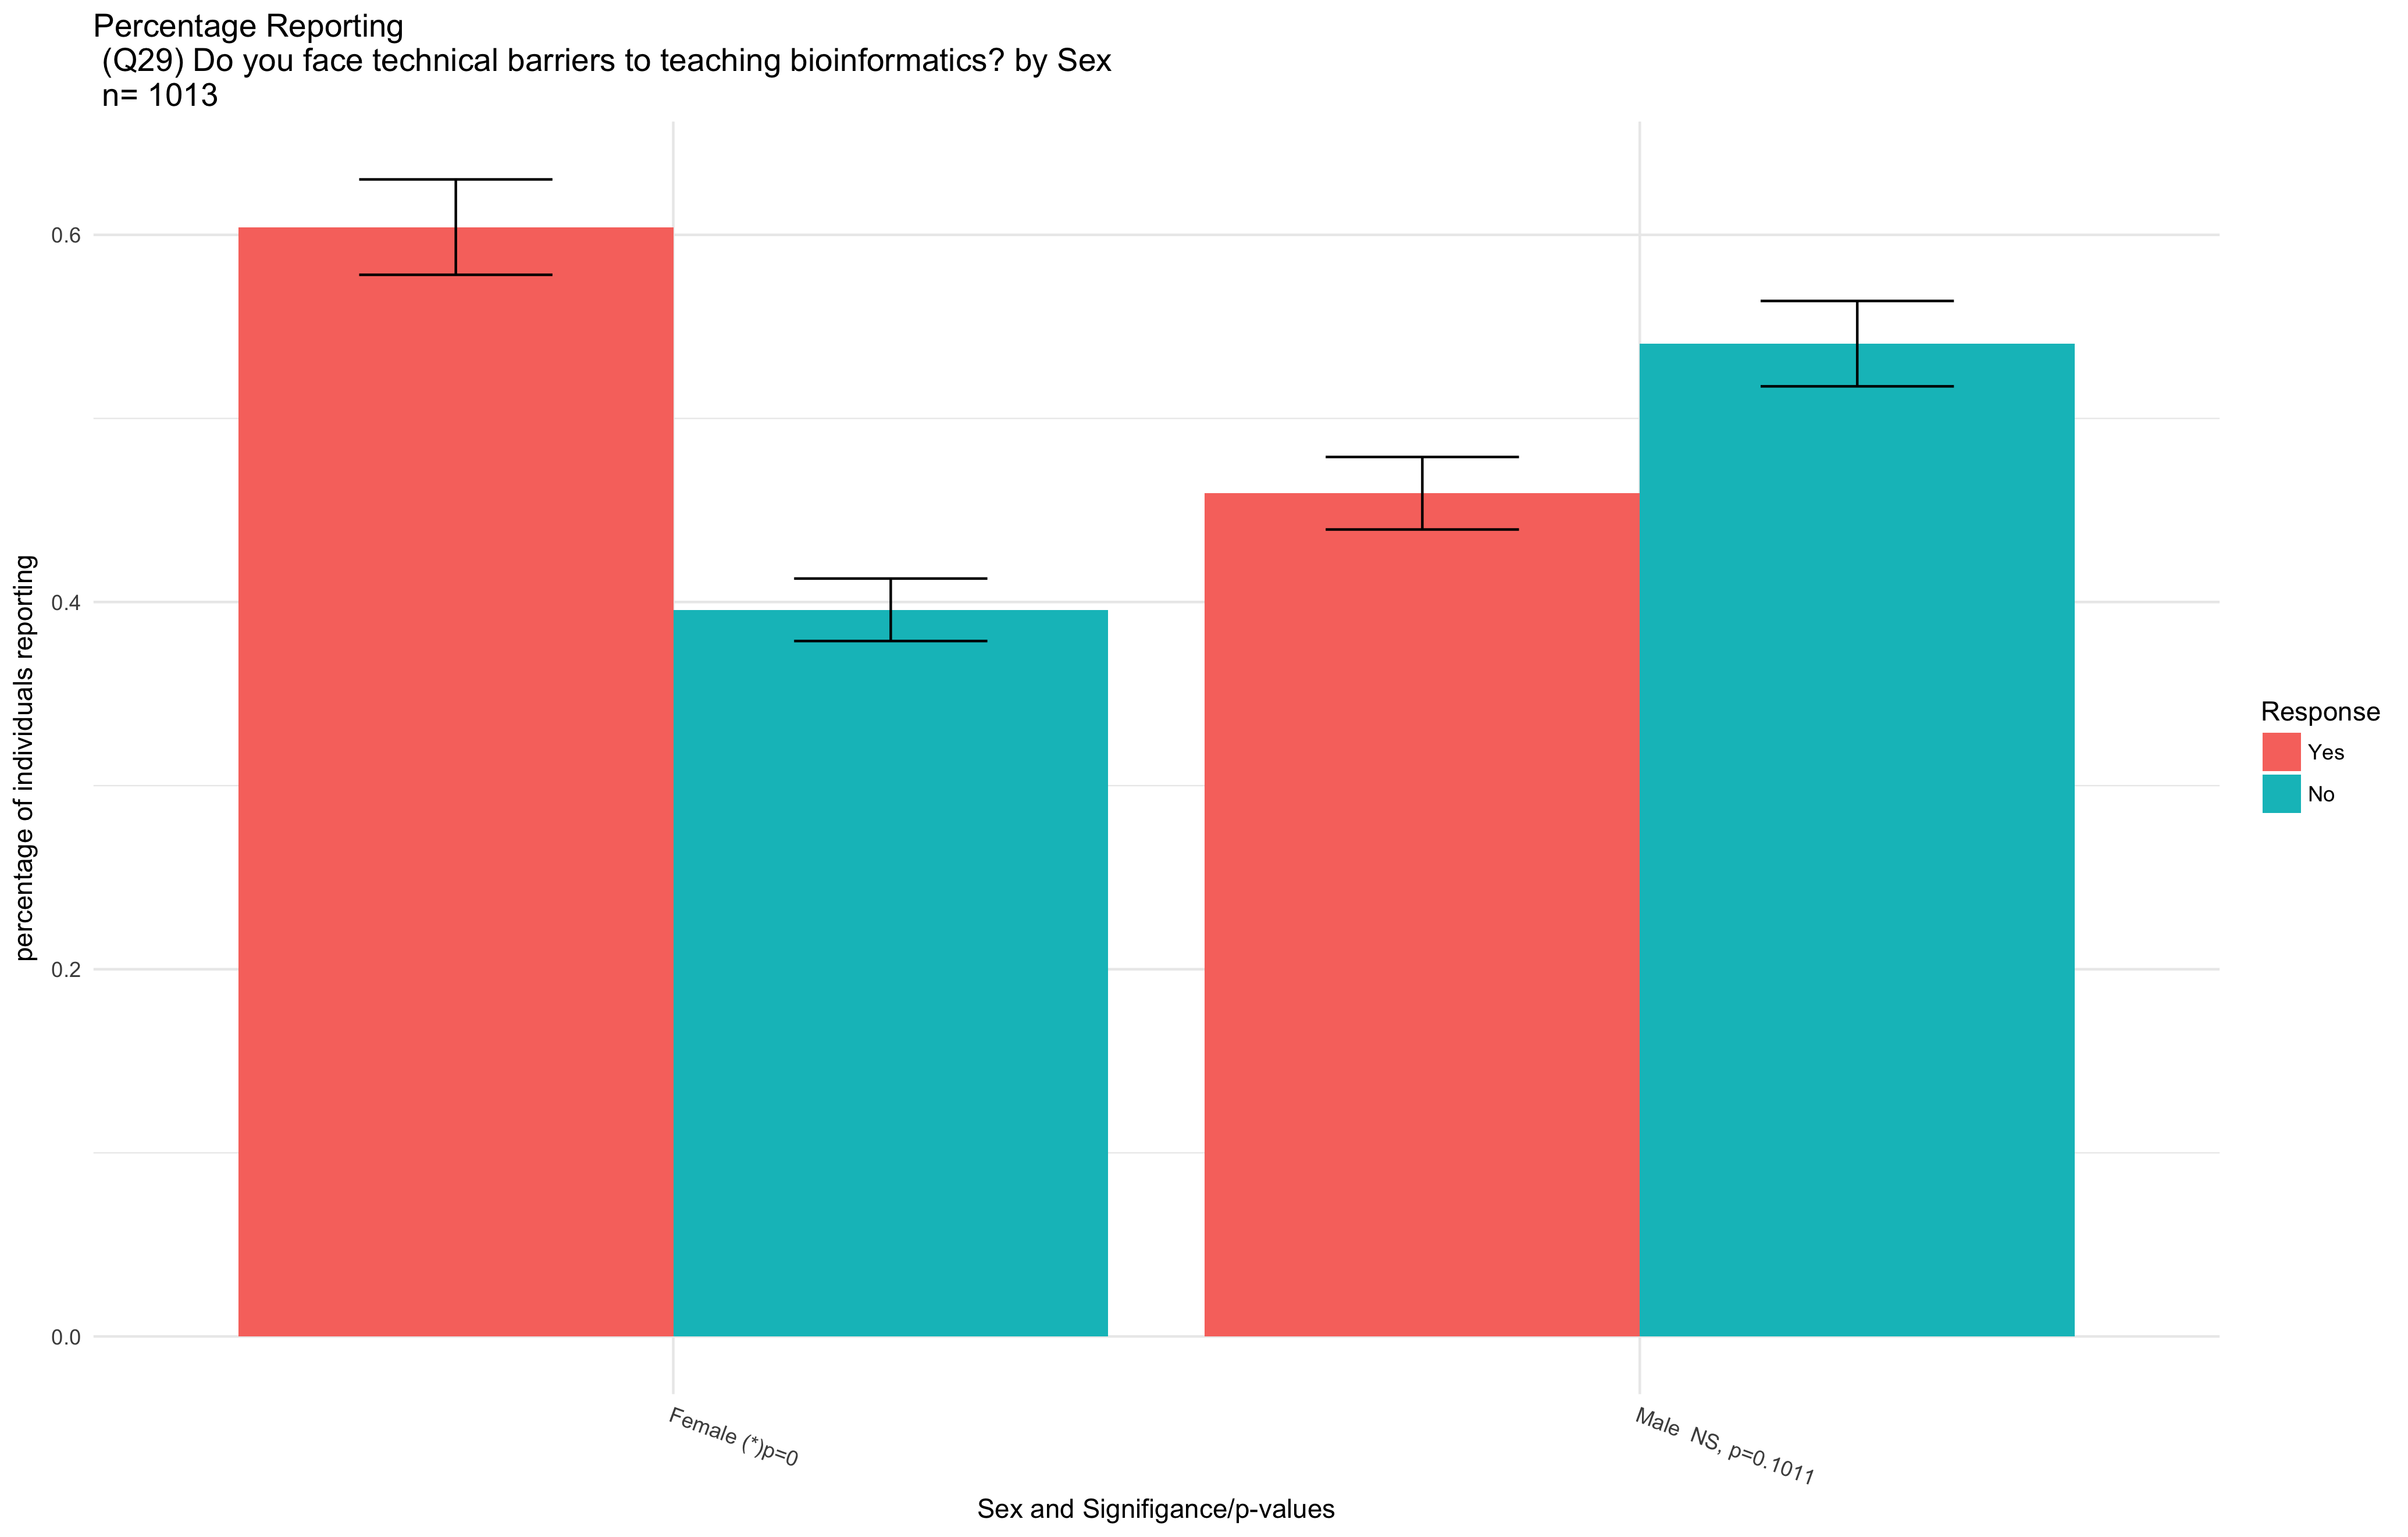 Percentage Reporting
(Q29) Do you face technical barriers to teaching bioinformatics? by Sex
n= 1013
percentage of individuals reporting
0.6
0.4
0.2
0.0
Female (*)p=0
Male  NS, p=0.1011
Sex and Signifigance/p-values
Response
Yes
No